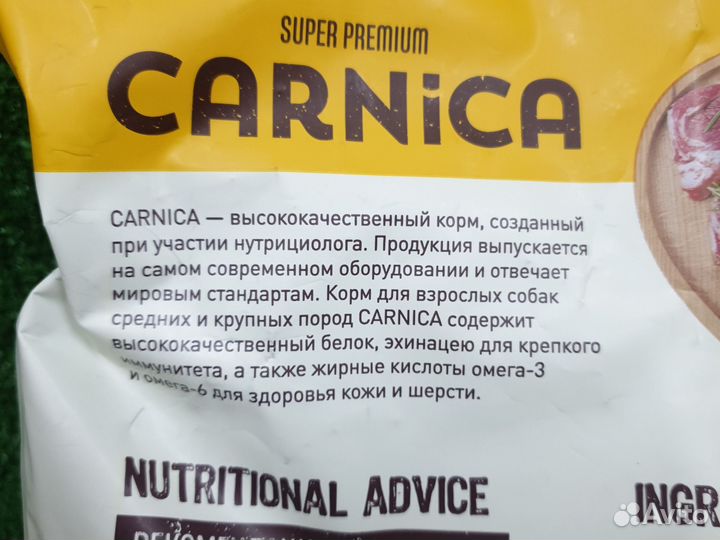 SUPER PREMIUM
CARNiCA
CARNICA — высококачественный корм, созданный
при участии нутрициолога. Продукция выпускается
на самом современном оборудовании и отвечает
мировым стандартам. Корм для взрослых собак
средних и крупных пород CARNICA содержит
высококачественный белок, эхинацею для крепкого
иммунитета, а также жирные кислоты омега-3
и омега-6 для здоровья кожи и шерсти.
NUTRITIONAL ADVICE
INGR
Avito